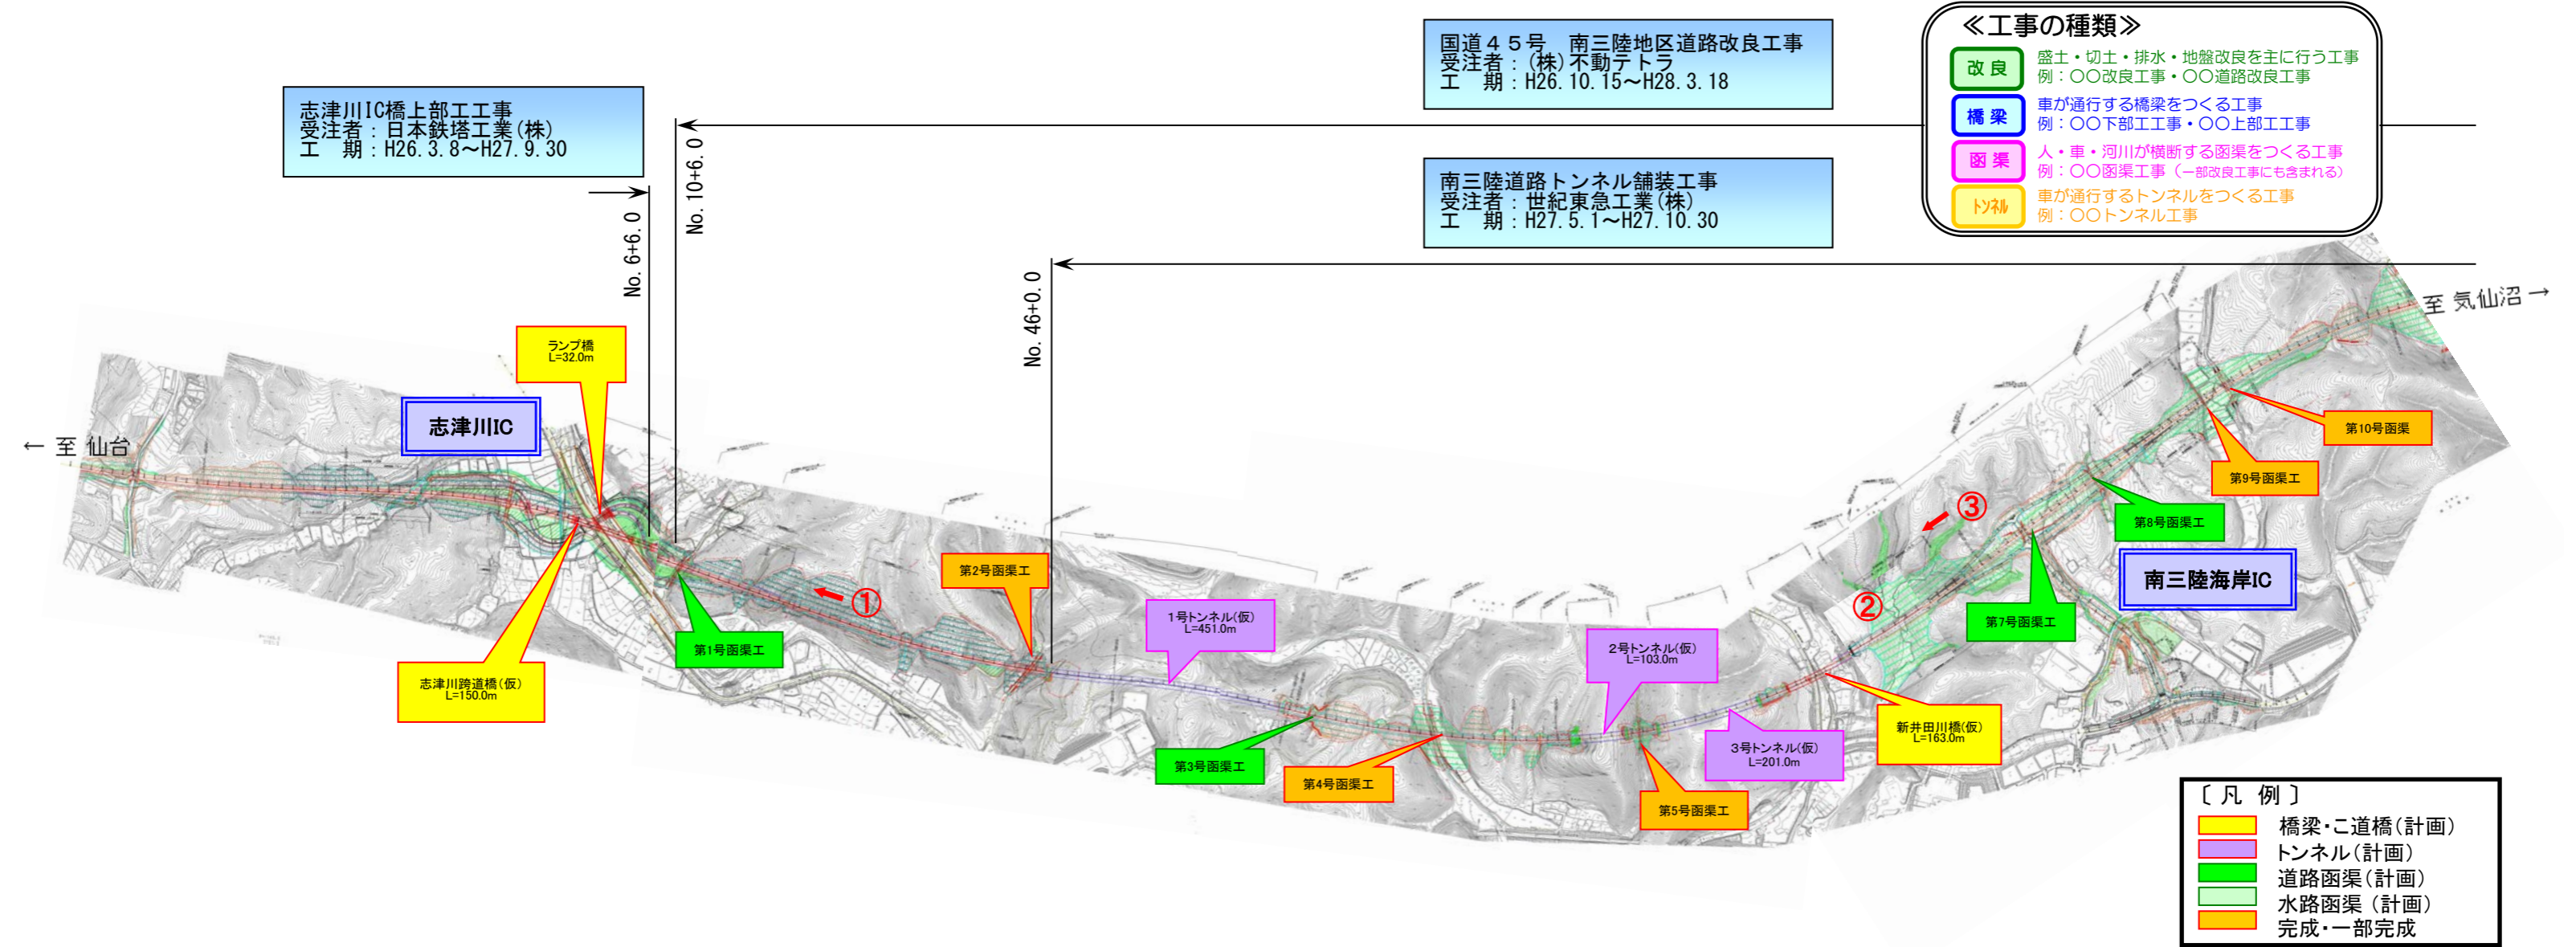 国道４５号　南三陸地区道路改良工事
受注者：(株)不動テトラ
工　期：H26.10.15～H28.3.18
≪工事の種類≫
改良
盛土・切土・排水・地盤改良を主に行う工事
例：〇〇改良工事・〇〇道路改良工事
橋梁
車が通行する橋梁をつくる工事
例：〇〇下部工工事・〇〇上部工工事
函渠
人・車・河川が横断する函渠をつくる工事
例：〇〇函渠工事（一部改良工事にも含まれる）
トンネル
車が通行するトンネルをつくる工事
例：〇〇トンネル工事
志津川IC橋上部工工事
受注者：日本鉄塔工業(株)
工　期：H26.3.8～H27.9.30
南三陸道路トンネル舗装工事
受注者：世紀東急工業(株)
工　期：H27.5.1～H27.10.30
No.6+6.0
No.10+6.0
No.46+0.0
至 気仙沼 →
ランプ橋
L=32.0m
志津川IC
← 至 仙台
第10号函渠
第9号函渠工
第8号函渠工
③
南三陸海岸IC
第2号函渠工
①
②
1号トンネル(仮)
L=451.0m
第7号函渠工
第1号函渠工
2号トンネル(仮)
L=103.0m
志津川跨道橋(仮)
L=150.0m
新井田川橋(仮)
L=163.0m
3号トンネル(仮)
L=201.0m
第3号函渠工
第4号函渠工
第5号函渠工
〔 凡 例 〕
橋梁・こ道橋(計画)
トンネル(計画)
道路函渠(計画)
水路函渠 (計画)
完成・一部完成